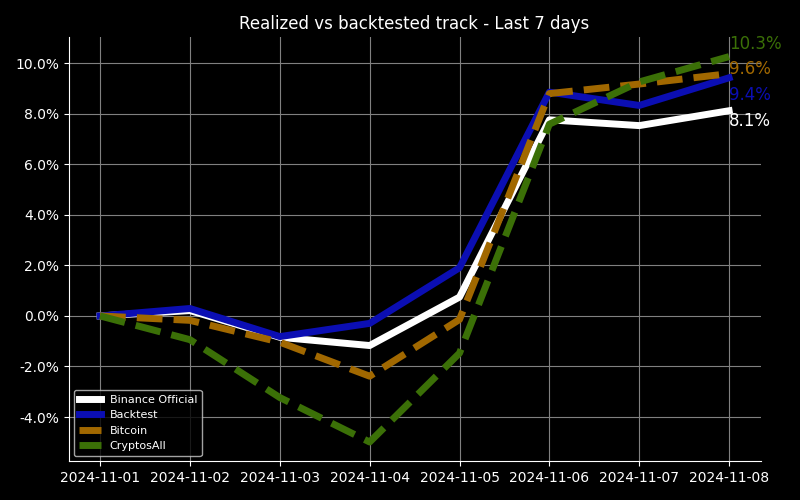 Realized vs backtested track - Last 7 days
10.0%
8.0%
6.0%
4.0%
2.0%
0.0%
-2.0%
-4.0%
10.3%
9.6%
9.4%
8.1%
Binance Official
Backtest
Bitcoin
CryptosAll
2024-11-01 2024-11-02 2024-11-03 2024-11-04 2024-11-05 2024-11-06 2024-11-07 2024-11-08